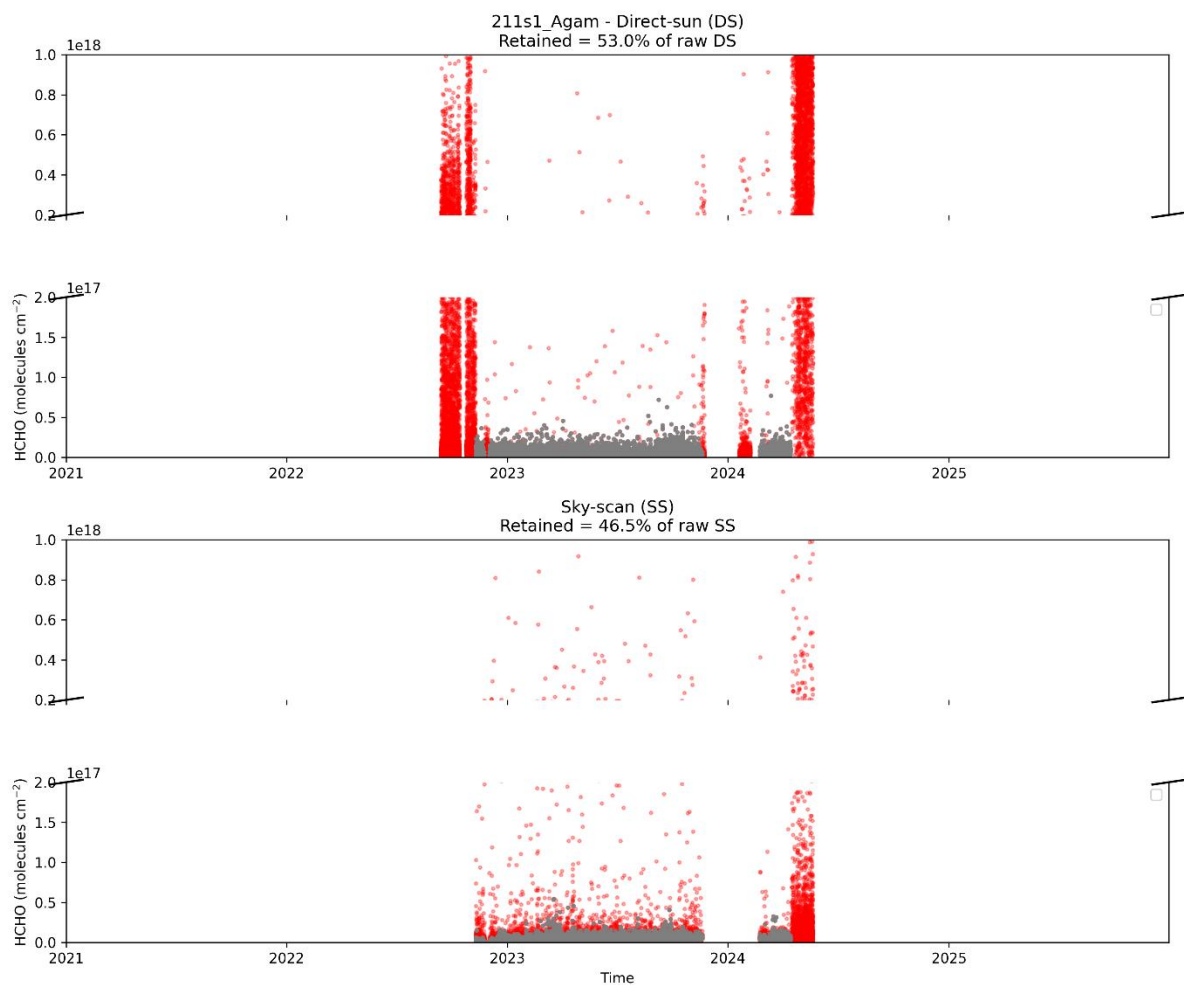 211s1_Agam - Direct-sun (DS)
Retained = 53.0% of raw DS
1e18
1.0
0.8
0.6
0.4
0.2
1e17
2.0
1.5
1.0
0.5
0.0
HCHO (molecules cm⁻²)
2021 2022 2023 2024 2025
Sky-scan (SS)
Retained = 46.5% of raw SS
1e18
1.0
0.8
0.6
0.4
0.2
1e17
2.0
1.5
1.0
0.5
0.0
HCHO (molecules cm⁻²)
2021 2022 2023 2024 2025
Time